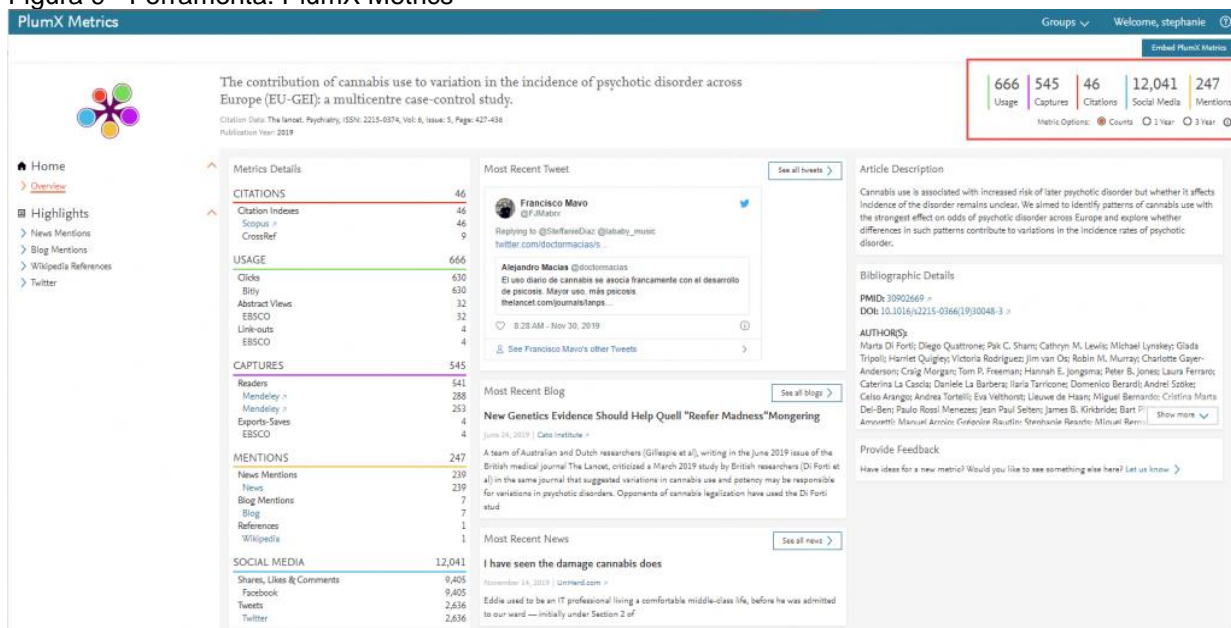 Figura 6 - Ferramenta: PlumX Metrics
PlumX Metrics
Groups
Welcome, stephanie
Embed PlumX Metrics
The contribution of cannabis use to variation in the incidence of psychotic disorder across
Europe (EU-GEI): a multicentre case-control study.
Citation Data: The lancet. Psychiatry, ISSN: 2215-0374, Vol: 6, Issue: 5, Page: 427-436
Publication Year: 2019
666 545 46 12,041 247
Usage Captures Citations Social Media Mentions
Metric Options: Counts 1 Year 3 Year
Home
Overview
Highlights
News Mentions
Blog Mentions
Wikipedia References
Twitter
Metrics Details
CITATIONS 46
Citation Indexes 46
Scopus 46
CrossRef 9
USAGE 666
Clicks 630
Bitly 630
Abstract Views 32
EBSCO 32
Link-outs 4
EBSCO 4
CAPTURES 545
Readers 541
Mendeley 288
Mendeley 253
Exports-Saves 4
EBSCO 4
MENTIONS 247
News Mentions 239
News 239
Blog Mentions 7
Blog 7
References 1
Wikipedia 1
SOCIAL MEDIA 12,041
Shares, Likes & Comments 9,405
Facebook 9,405
Tweets 2,636
Twitter 2,636
Most Recent Tweet
See all tweets
Francisco Mavo
Replying to @SteffanieDiaz @lababy_music
twitter.com/doctormacias/s...
Alejandro Macias @doctormacias
El uso diario de cannabis se asocia francamente con el desarrollo
de psicosis. Mayor uso, más psicosis.
thelancet.com/journals/lanps...
8:28 AM - Nov 30, 2019
See Francisco Mavo's other Tweets
Most Recent Blog
See all blogs
New Genetics Evidence Should Help Quell "Reefer Madness"Mongering
June 24, 2019 | Cato Institute
A team of Australian and Dutch researchers (Gillespie et al), writing in the June 2019 issue of the
British medical journal The Lancet, criticized a March 2019 study by British researchers (Di Forti et
al) in the same journal that suggested variations in cannabis use and potency may be responsible
for variations in psychotic disorders. Opponents of cannabis legalization have used the Di Forti
stud
Most Recent News
See all news
I have seen the damage cannabis does
November 14, 2019 | UnHerd.com
Eddie used to be an IT professional living a comfortable middle-class life, before he was admitted
to our ward — initially under Section 2 of
Article Description
Cannabis use is associated with increased risk of later psychotic disorder but whether it affects
incidence of the disorder remains unclear. We aimed to identify patterns of cannabis use with
the strongest effect on odds of psychotic disorder across Europe and explore whether
differences in such patterns contribute to variations in the incidence rates of psychotic
disorder.
Bibliographic Details
PMID: 30902669
DOI: 10.1016/s2215-0366(19)30048-3
AUTHOR(S):
Marta Di Forti; Diego Quattrone; Pak C. Sham; Cathryn M. Lewis; Michael Lynskey; Giada
Tripoli; Harriet Quigley; Victoria Rodriguez; Jim van Os; Robin M. Murray; Charlotte Gayer-
Anderson; Craig Morgan; Tom P. Freeman; Hannah E. Jongsma; Peter B. Jones; Laura Ferraro;
Caterina La Cascia; Daniele La Barbera; Ilaria Tarricone; Domenico Berardi; Andrei Szöke;
Celso Arango; Andrea Tortelli; Eva Velthorst; Lieuwe de Haan; Miguel Bernardo; Cristina Marta
Del-Ben; Paulo Rossi Menezes; Jean Paul Selten; James B. Kirkbride; Bart
Show more
Provide Feedback
Have ideas for a new metric? Would you like to see something else here? Let us know